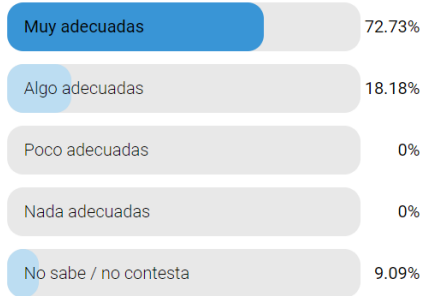 Muy adecuadas 72.73%
Algo adecuadas 18.18%
Poco adecuadas 0%
Nada adecuadas 0%
No sabe / no contesta 9.09%